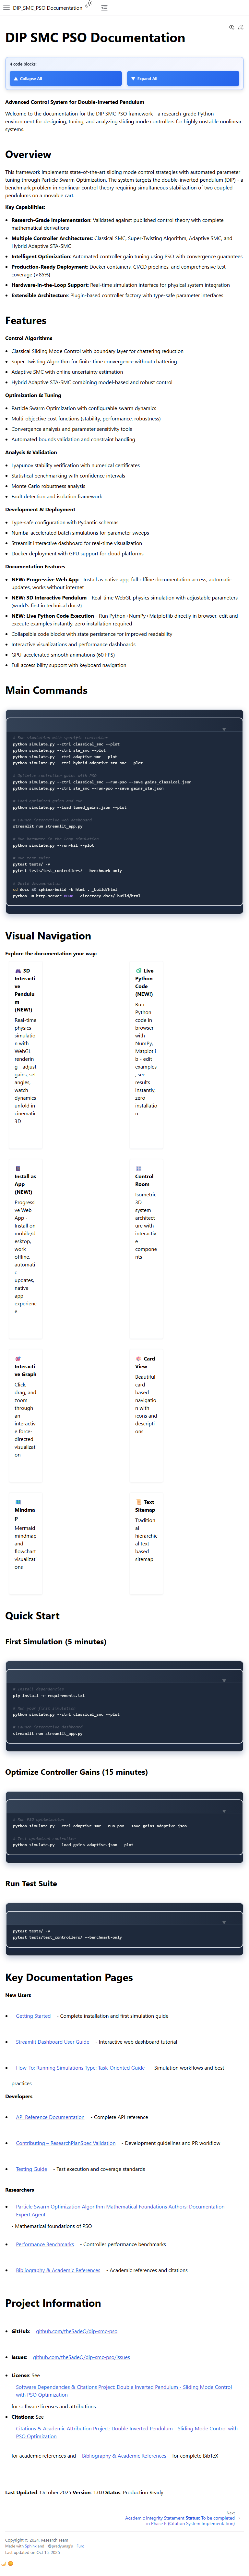 DIP_SMC_PSO Documentation
DIP SMC PSO Documentation
4 code blocks:
▲ Collapse All
▼ Expand All
Advanced Control System for Double-Inverted Pendulum
Welcome to the documentation for the DIP SMC PSO framework - a research-grade Python
environment for designing, tuning, and analyzing sliding mode controllers for highly unstable nonlinear
systems.
Overview
This framework implements state-of-the-art sliding mode control strategies with automated parameter
tuning through Particle Swarm Optimization. The system targets the double-inverted pendulum (DIP) - a
benchmark problem in nonlinear control theory requiring simultaneous stabilization of two coupled
pendulums on a movable cart.
Key Capabilities:
Research-Grade Implementation: Validated against published control theory with complete
mathematical derivations
Multiple Controller Architectures: Classical SMC, Super-Twisting Algorithm, Adaptive SMC, and
Hybrid Adaptive STA-SMC
Intelligent Optimization: Automated controller gain tuning using PSO with convergence guarantees
Production-Ready Deployment: Docker containers, CI/CD pipelines, and comprehensive test
coverage (>85%)
Hardware-in-the-Loop Support: Real-time simulation interface for physical system integration
Extensible Architecture: Plugin-based controller factory with type-safe parameter interfaces
Features
Control Algorithms
Classical Sliding Mode Control with boundary layer for chattering reduction
Super-Twisting Algorithm for finite-time convergence without chattering
Adaptive SMC with online uncertainty estimation
Hybrid Adaptive STA-SMC combining model-based and robust control
Optimization & Tuning
Particle Swarm Optimization with configurable swarm dynamics
Multi-objective cost functions (stability, performance, robustness)
Convergence analysis and parameter sensitivity tools
Automated bounds validation and constraint handling
Analysis & Validation
Lyapunov stability verification with numerical certificates
Statistical benchmarking with confidence intervals
Monte Carlo robustness analysis
Fault detection and isolation framework
Development & Deployment
Type-safe configuration with Pydantic schemas
Numba-accelerated batch simulations for parameter sweeps
Streamlit interactive dashboard for real-time visualization
Docker deployment with GPU support for cloud platforms
Documentation Features
NEW: Progressive Web App - Install as native app, full offline documentation access, automatic
updates, works without internet
NEW: 3D Interactive Pendulum - Real-time WebGL physics simulation with adjustable parameters
(world's first in technical docs!)
NEW: Live Python Code Execution - Run Python+NumPy+Matplotlib directly in browser, edit and
execute examples instantly, zero installation required
Collapsible code blocks with state persistence for improved readability
Interactive visualizations and performance dashboards
GPU-accelerated smooth animations (60 FPS)
Full accessibility support with keyboard navigation
Main Commands
# Run simulation with specific controller
python simulate.py --ctrl classical_smc --plot
python simulate.py --ctrl sta_smc --plot
python simulate.py --ctrl adaptive_smc --plot
python simulate.py --ctrl hybrid_adaptive_sta_smc --plot
# Optimize controller gains with PSO
python simulate.py --ctrl classical_smc --run-pso --save gains_classical.json
python simulate.py --ctrl sta_smc --run-pso --save gains_sta.json
# Load optimized gains and run
python simulate.py --load tuned_gains.json --plot
# Launch interactive web dashboard
streamlit run streamlit_app.py
# Run hardware-in-the-loop simulation
python simulate.py --run-hil --plot
# Run test suite
pytest tests/ -v
pytest tests/test_controllers/ --benchmark-only
# Build documentation
cd docs && sphinx-build -b html . _build/html
python -m http.server 9000 --directory docs/_build/html
Visual Navigation
Explore the documentation your way:
3D
Interacti
ve
Pendulu
m
(NEW!)
Real-time
physics
simulatio
n with
WebGL
renderin
g - adjust
gains, set
angles,
watch
dynamics
unfold in
cinematic
3D
Live
Python
Code
(NEW!)
Run
Python
code in
browser
with
NumPy,
Matplotli
b - edit
examples
, see
results
instantly,
zero
installatio
n
Install as
App
(NEW!)
Progressi
ve Web
App -
Install on
mobile/d
esktop,
work
offline,
automati
c
updates,
native
app
experienc
e
Control
Room
Isometric
3D
system
architect
ure with
interactiv
e
compone
nts
Interacti
ve Graph
Click,
drag, and
zoom
through
an
interactiv
e force-
directed
visualizati
on
Card
View
Beautiful
card-
based
navigatio
n with
icons and
descripti
ons
Mindma
p
Mermaid
mindmap
and
flowchart
visualizati
ons
Text
Sitemap
Tradition
al
hierarchic
al text-
based
sitemap
Quick Start
First Simulation (5 minutes)
# Install dependencies
pip install -r requirements.txt
# Run your first simulation
python simulate.py --ctrl classical_smc --plot
# Launch interactive dashboard
streamlit run streamlit_app.py
Optimize Controller Gains (15 minutes)
# Run PSO optimization
python simulate.py --ctrl adaptive_smc --run-pso --save gains_adaptive.json
# Test optimized controller
python simulate.py --load gains_adaptive.json --plot
Run Test Suite
pytest tests/ -v
pytest tests/test_controllers/ --benchmark-only
Key Documentation Pages
New Users
Getting Started - Complete installation and first simulation guide
Streamlit Dashboard User Guide - Interactive web dashboard tutorial
How-To: Running Simulations Type: Task-Oriented Guide - Simulation workflows and best
practices
Developers
API Reference Documentation - Complete API reference
Contributing – ResearchPlanSpec Validation - Development guidelines and PR workflow
Testing Guide - Test execution and coverage standards
Researchers
Particle Swarm Optimization Algorithm Mathematical Foundations Authors: Documentation
Expert Agent
- Mathematical foundations of PSO
Performance Benchmarks - Controller performance benchmarks
Bibliography & Academic References - Academic references and citations
Project Information
GitHub: github.com/theSadeQ/dip-smc-pso
Issues: github.com/theSadeQ/dip-smc-pso/issues
License: See
Software Dependencies & Citations Project: Double Inverted Pendulum - Sliding Mode Control
with PSO Optimization
for software licenses and attributions
Citations: See
Citations & Academic Attribution Project: Double Inverted Pendulum - Sliding Mode Control with
PSO Optimization
for academic references and Bibliography & Academic References for complete BibTeX
Last Updated: October 2025 Version: 1.0.0 Status: Production Ready
Next
Academic Integrity Statement Status: To be completed
in Phase 8 (Citation System Implementation)
Copyright © 2024, Research Team
Made with Sphinx and @pradyunsg's Furo
Last updated on Oct 15, 2025